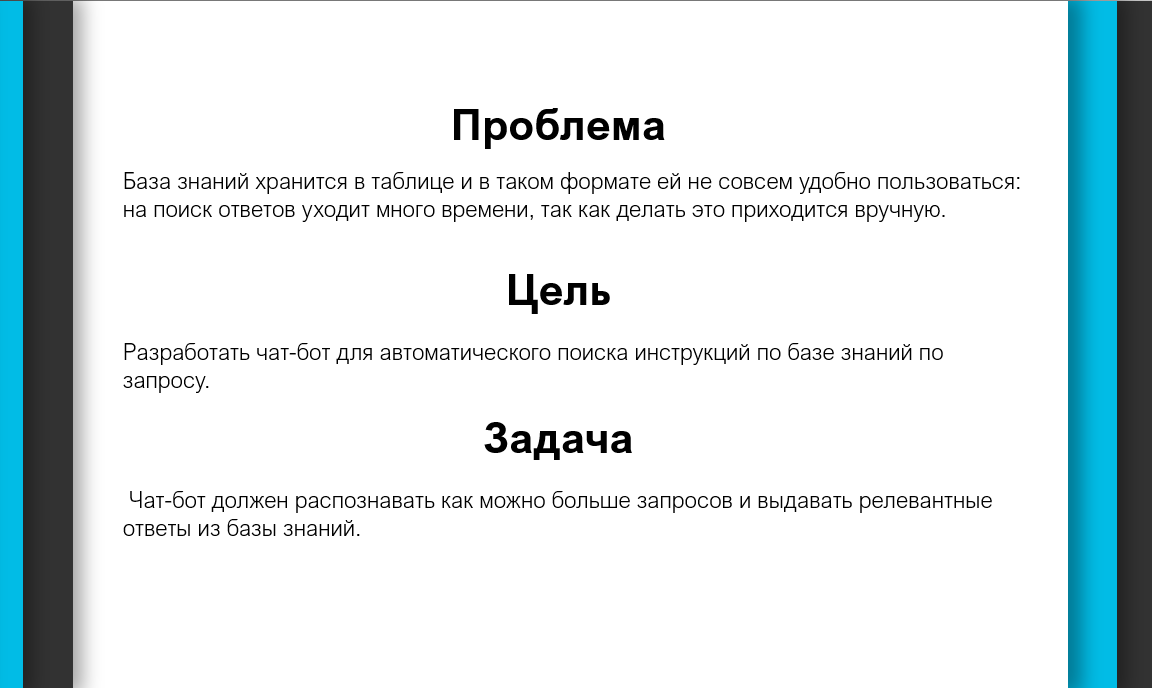 Проблема
База знаний хранится в таблице и в таком формате ей не совсем удобно пользоваться:
на поиск ответов уходит много времени, так как делать это приходится вручную.
Цель
Разработать чат-бот для автоматического поиска инструкций по базе знаний по
запросу.
Задача
Чат-бот должен распознавать как можно больше запросов и выдавать релевантные
ответы из базы знаний.